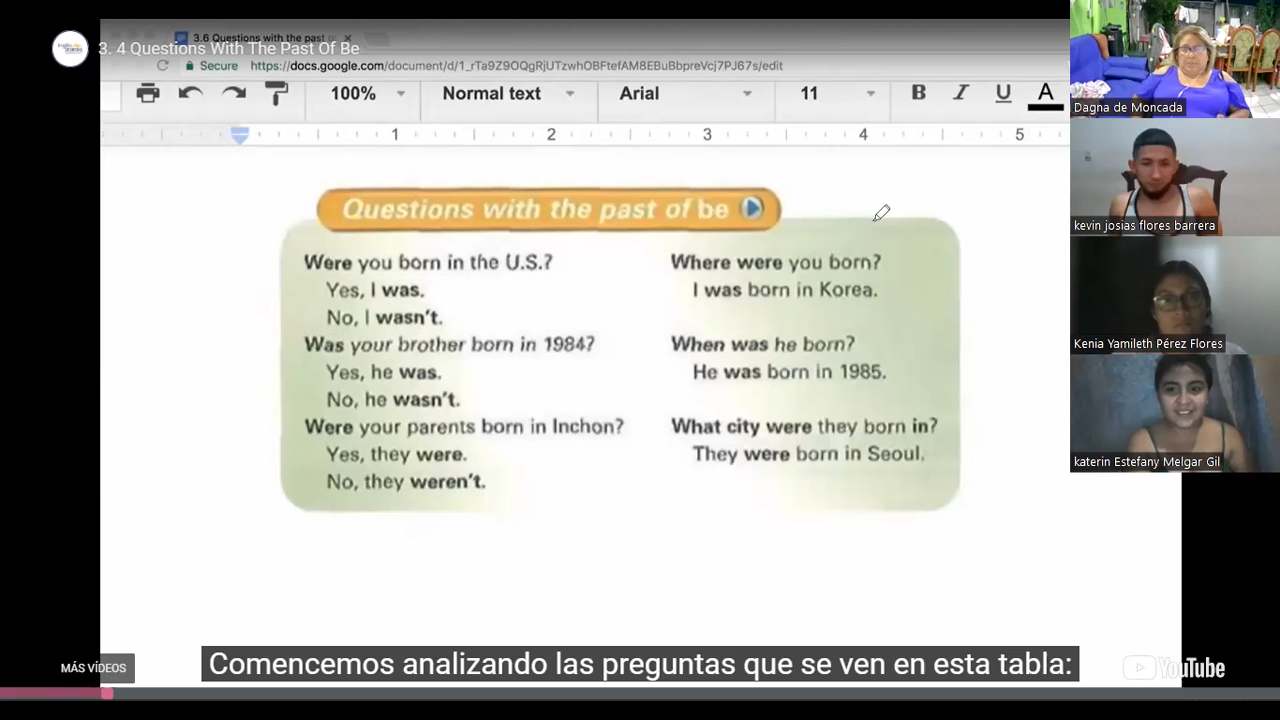 3.6 Questions with the past
3. 4 Questions With The Past Of Be
Secure
https://docs.google.com/document/d/1_rTa9Z9OQgRjUTzwhOBFtefAM8EBuBbpreVcj7PJ67s/edit
100%
Normal text
Arial
11
B I U A
1 2 3 4 5
Questions with the past of be
Were you born in the U.S.?
Yes, I was.
No, I wasn't.
Was your brother born in 1984?
Yes, he was.
No, he wasn't.
Were your parents born in Inchon?
Yes, they were.
No, they weren't.
Where were you born?
I was born in Korea.
When was he born?
He was born in 1985.
What city were they born in?
They were born in Seoul.
Comencemos analizando las preguntas que se ven en esta tabla:
MÁS VÍDEOS
YouTube
Dagna de Moncada
kevin josias flores barrera
Kenia Yamileth Pérez Flores
katerin Estefany Melgar Gil